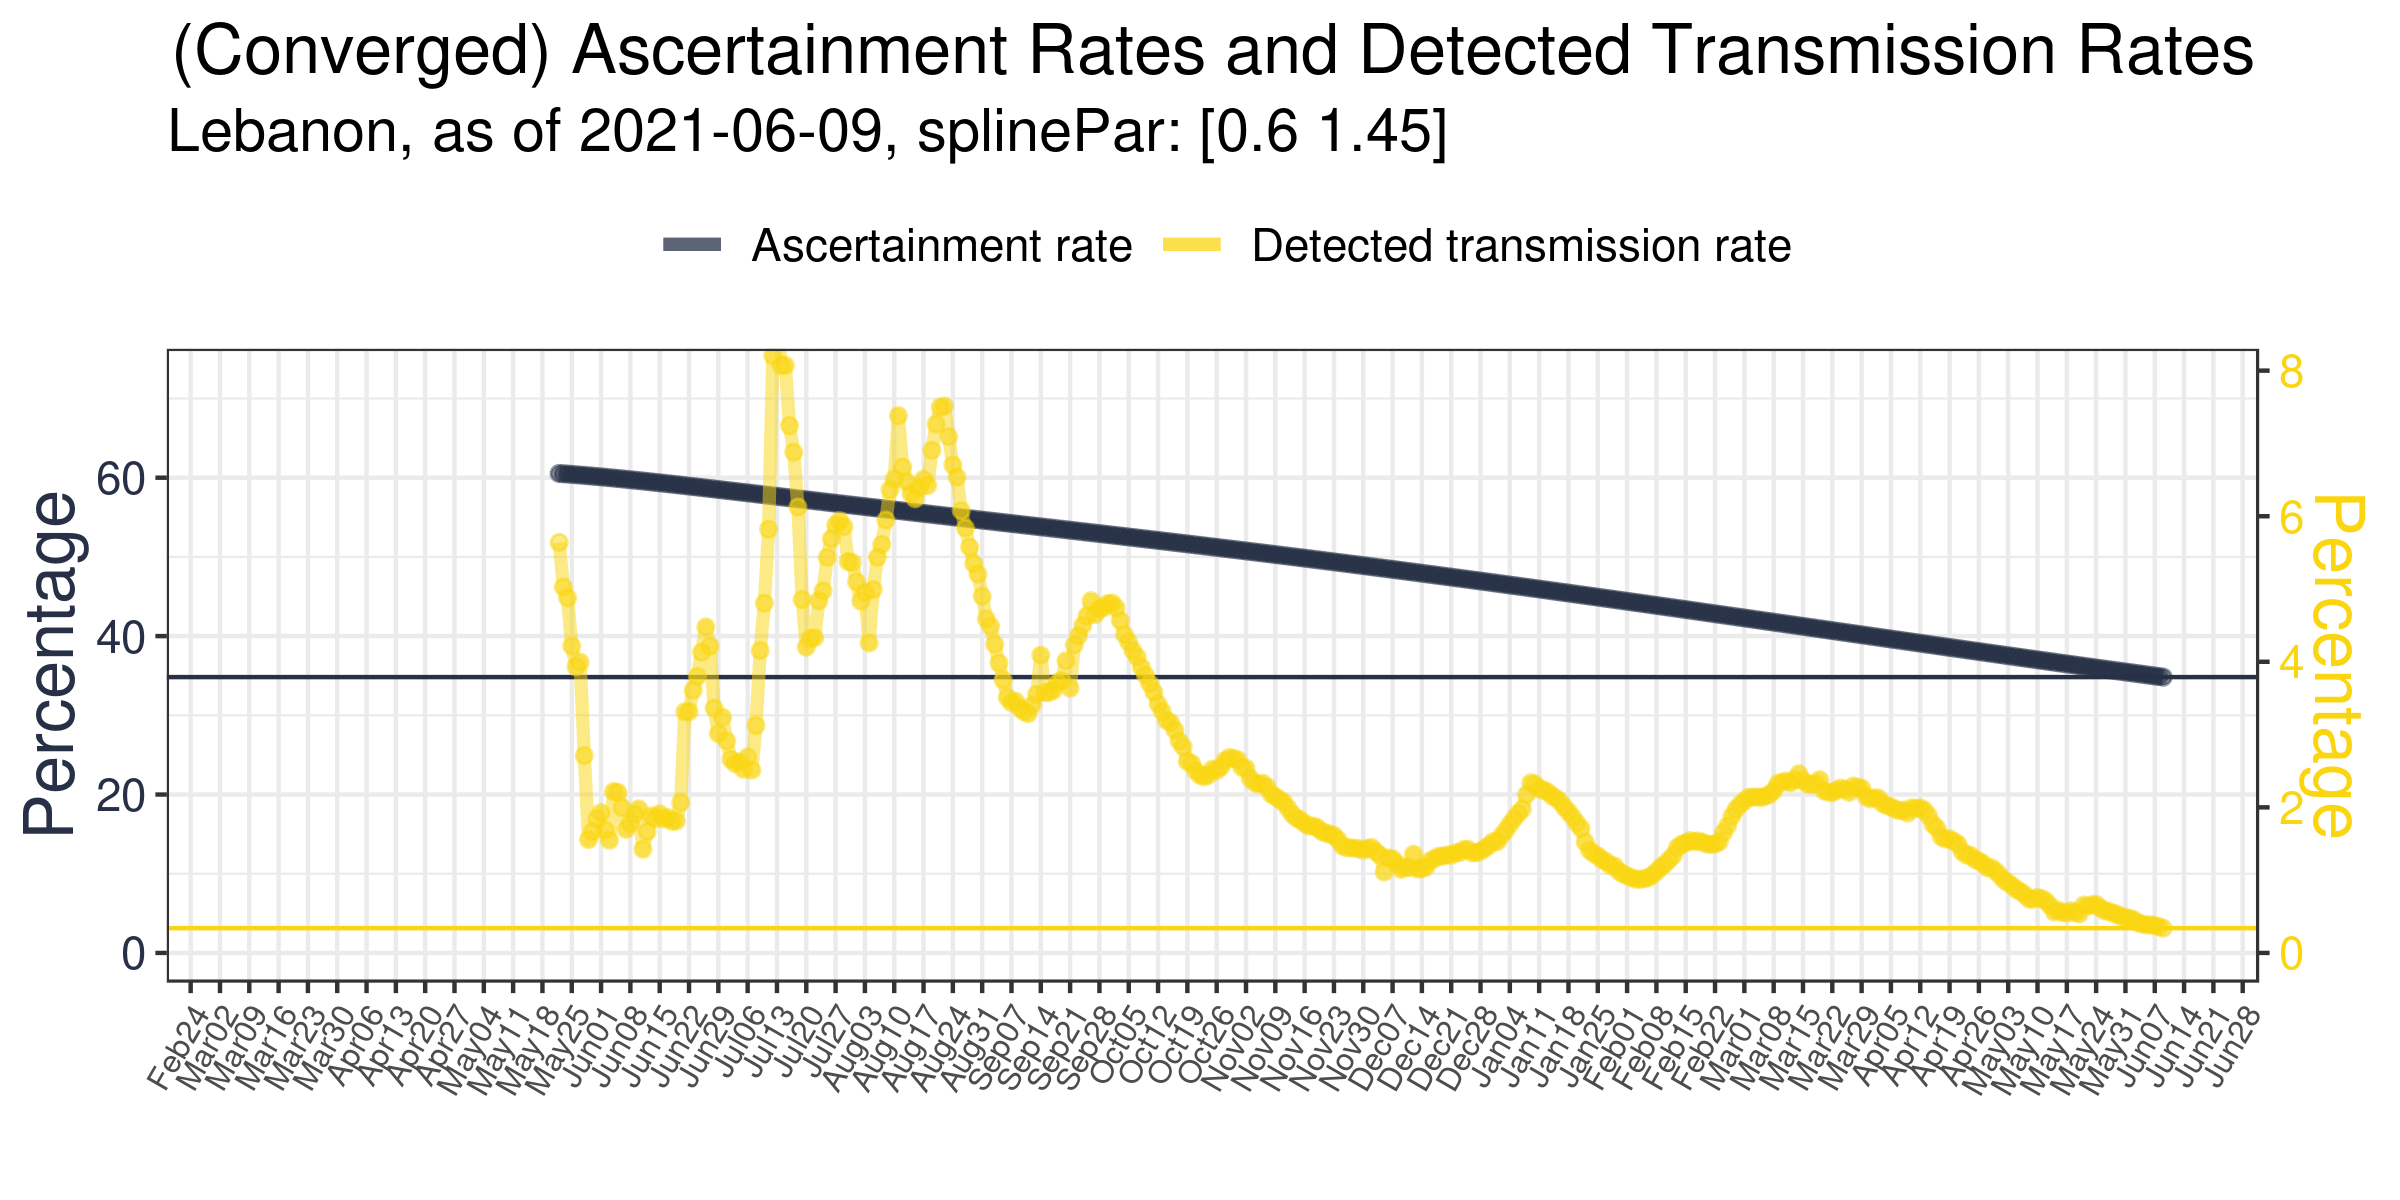 (Converged) Ascertainment Rates and Detected Transmission Rates
Lebanon, as of 2021-06-09, splinePar: [0.6 1.45]
Ascertainment rate
Detected transmission rate
Percentage
60
40
20
0
8
6
4
2
0
Percentage
Feb24
Mar02
Mar09
Mar16
Mar23
Mar30
Apr06
Apr13
Apr20
Apr27
May04
May11
May18
May25
Jun01
Jun08
Jun15
Jun22
Jun29
Jul06
Jul13
Jul20
Jul27
Aug03
Aug10
Aug17
Aug24
Aug31
Sep07
Sep14
Sep21
Sep28
Oct05
Oct12
Oct19
Oct26
Nov02
Nov09
Nov16
Nov23
Nov30
Dec07
Dec14
Dec21
Dec28
Jan04
Jan11
Jan18
Jan25
Feb01
Feb08
Feb15
Feb22
Mar01
Mar08
Mar15
Mar22
Mar29
Apr05
Apr12
Apr19
Apr26
May03
May10
May17
May24
May31
Jun07
Jun14
Jun21
Jun28